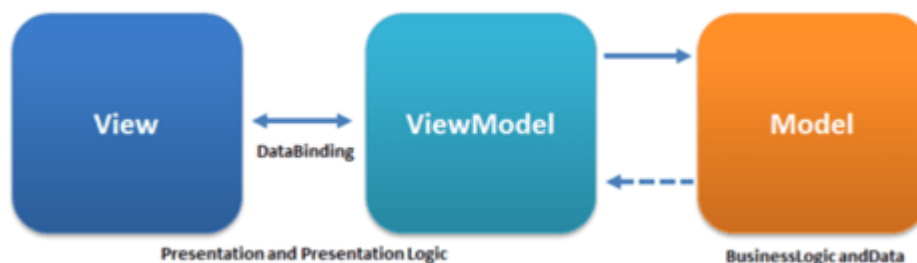 View
ViewModel
Model
DataBinding
Presentation and Presentation Logic
BusinessLogic andData